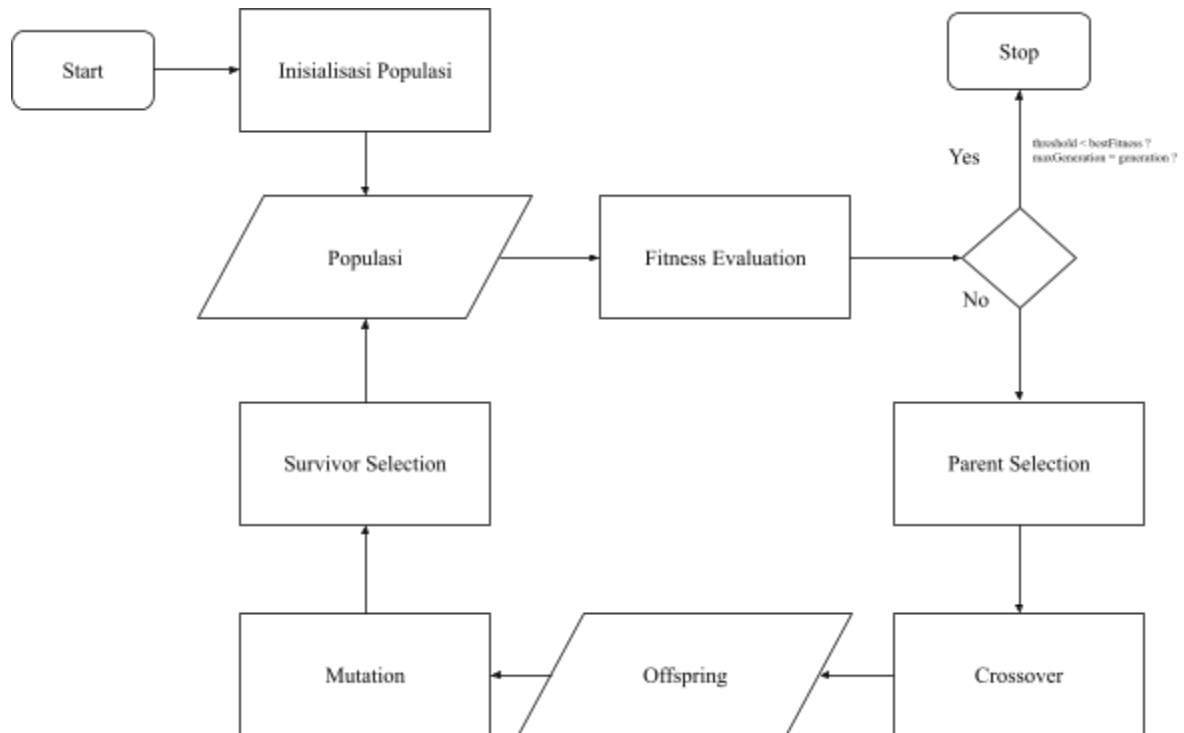 Start
Inisialisasi Populasi
Stop
Yes
threshold < bestFitness ?
maxGeneration = generation ?
Populasi
Fitness Evaluation
No
Survivor Selection
Parent Selection
Mutation
Offspring
Crossover